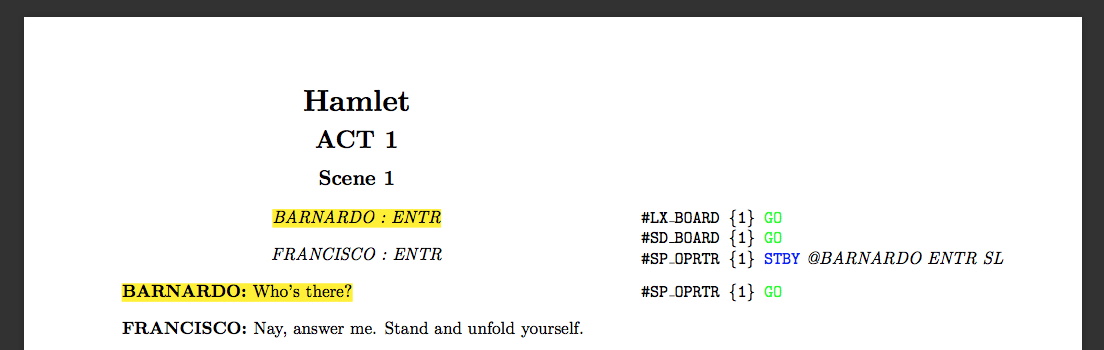 Hamlet
ACT 1
Scene 1
BARNARDO : ENTR
#LX_BOARD {1} GO
#SD_BOARD {1} GO
FRANCISCO : ENTR
#SP_OPRTR {1} STBY @BARNARDO ENTR SL
BARNARDO: Who's there?
#SP_OPRTR {1} GO
FRANCISCO: Nay, answer me. Stand and unfold yourself.